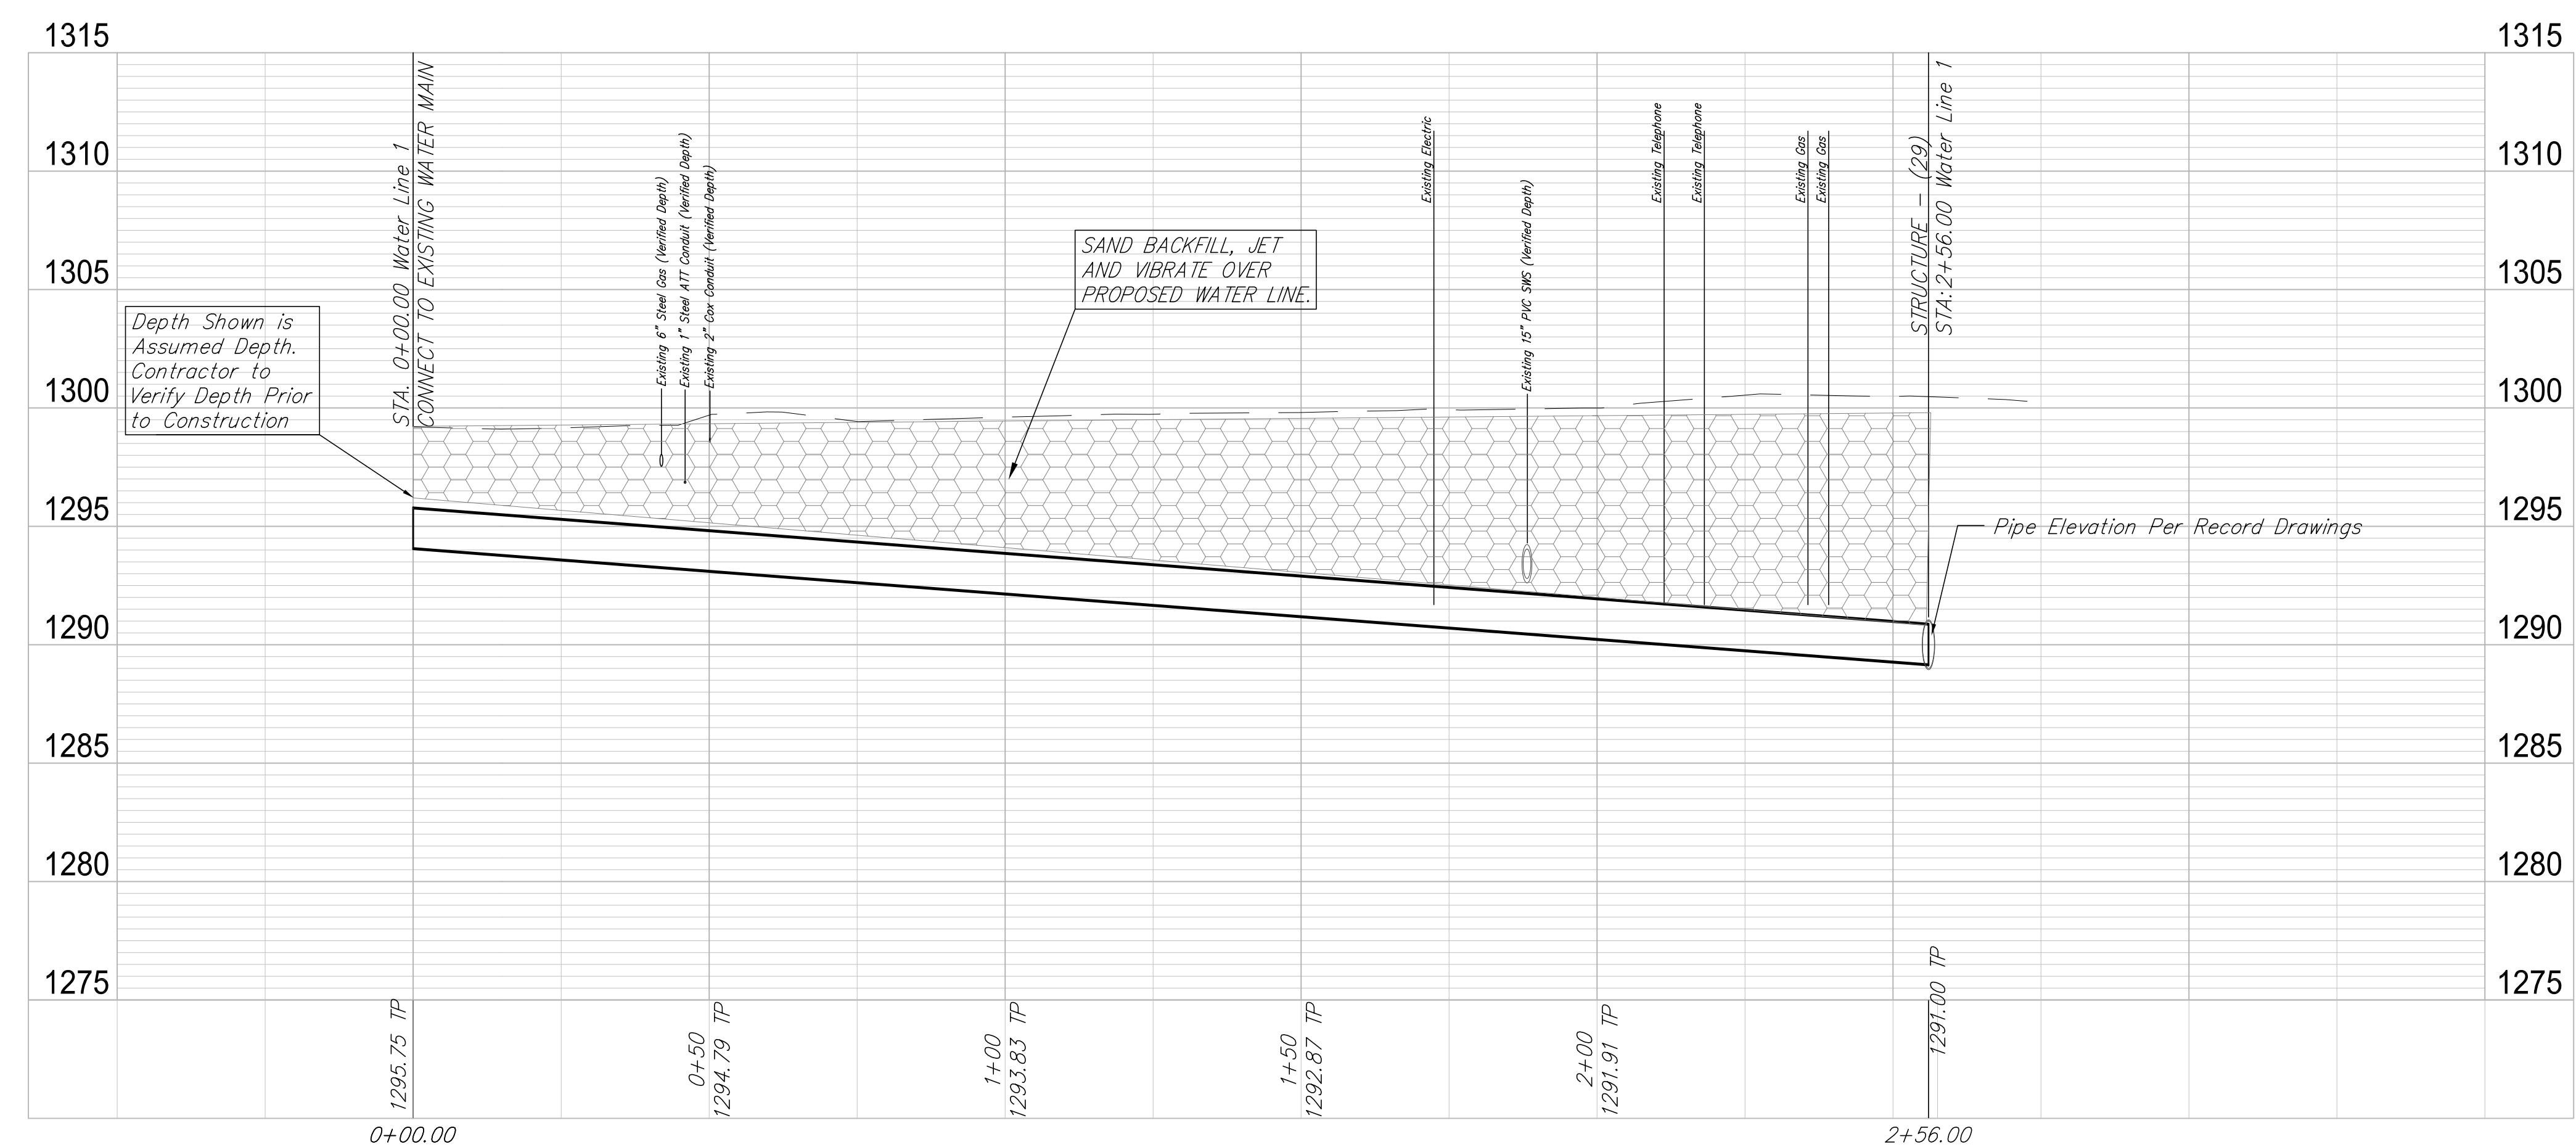 1315
1315
1310
1310
1305
1305
1300
1300
1295
1295
1290
1290
1285
1285
1280
1280
1275
1275
Depth Shown is
Assumed Depth.
Contractor to
Verify Depth Prior
to Construction
STA. 0+00.00 Water Line 1
CONNECT TO EXISTING WATER MAIN
Existing 6" Steel Gas (Verified Depth)
Existing 1" Steel ATT Conduit (Verified Depth)
Existing 2" Cox Conduit (Verified Depth)
SAND BACKFILL, JET
AND VIBRATE OVER
PROPOSED WATER LINE.
Existing Electric
Existing 15" PVC SWS (Verified Depth)
Existing Telephone
Existing Telephone
Existing Gas
Existing Gas
STRUCTURE - (29)
STA:2+56.00 Water Line 1
Pipe Elevation Per Record Drawings
1295.75 TP
0+50
1294.79 TP
1+00
1293.83 TP
1+50
1292.87 TP
2+00
1291.91 TP
1291.00 TP
0+00.00
2+56.00